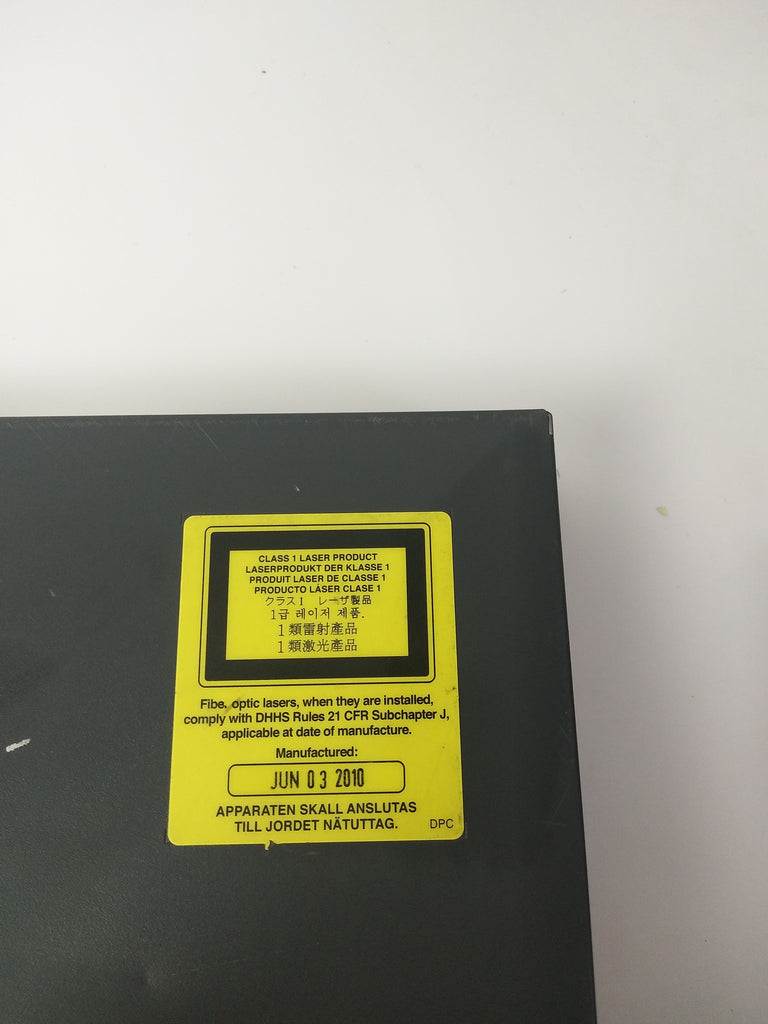 CLASS 1 LASER PRODUCT
LASERPRODUKT DER KLASSE 1
PRODUIT LASER DE CLASSE 1
PRODUCTO LÁSER CLASE 1
クラス1 レーザ製品
1급 레이저 제품.
1類雷射產品
1類激光產品
Fibe. optic lasers, when they are installed,
comply with DHHS Rules 21 CFR Subchapter J,
applicable at date of manufacture.
Manufactured:
JUN 03 2010
APPARATEN SKALL ANSLUTAS
TILL JORDET NÄTUTTAG.
DPC